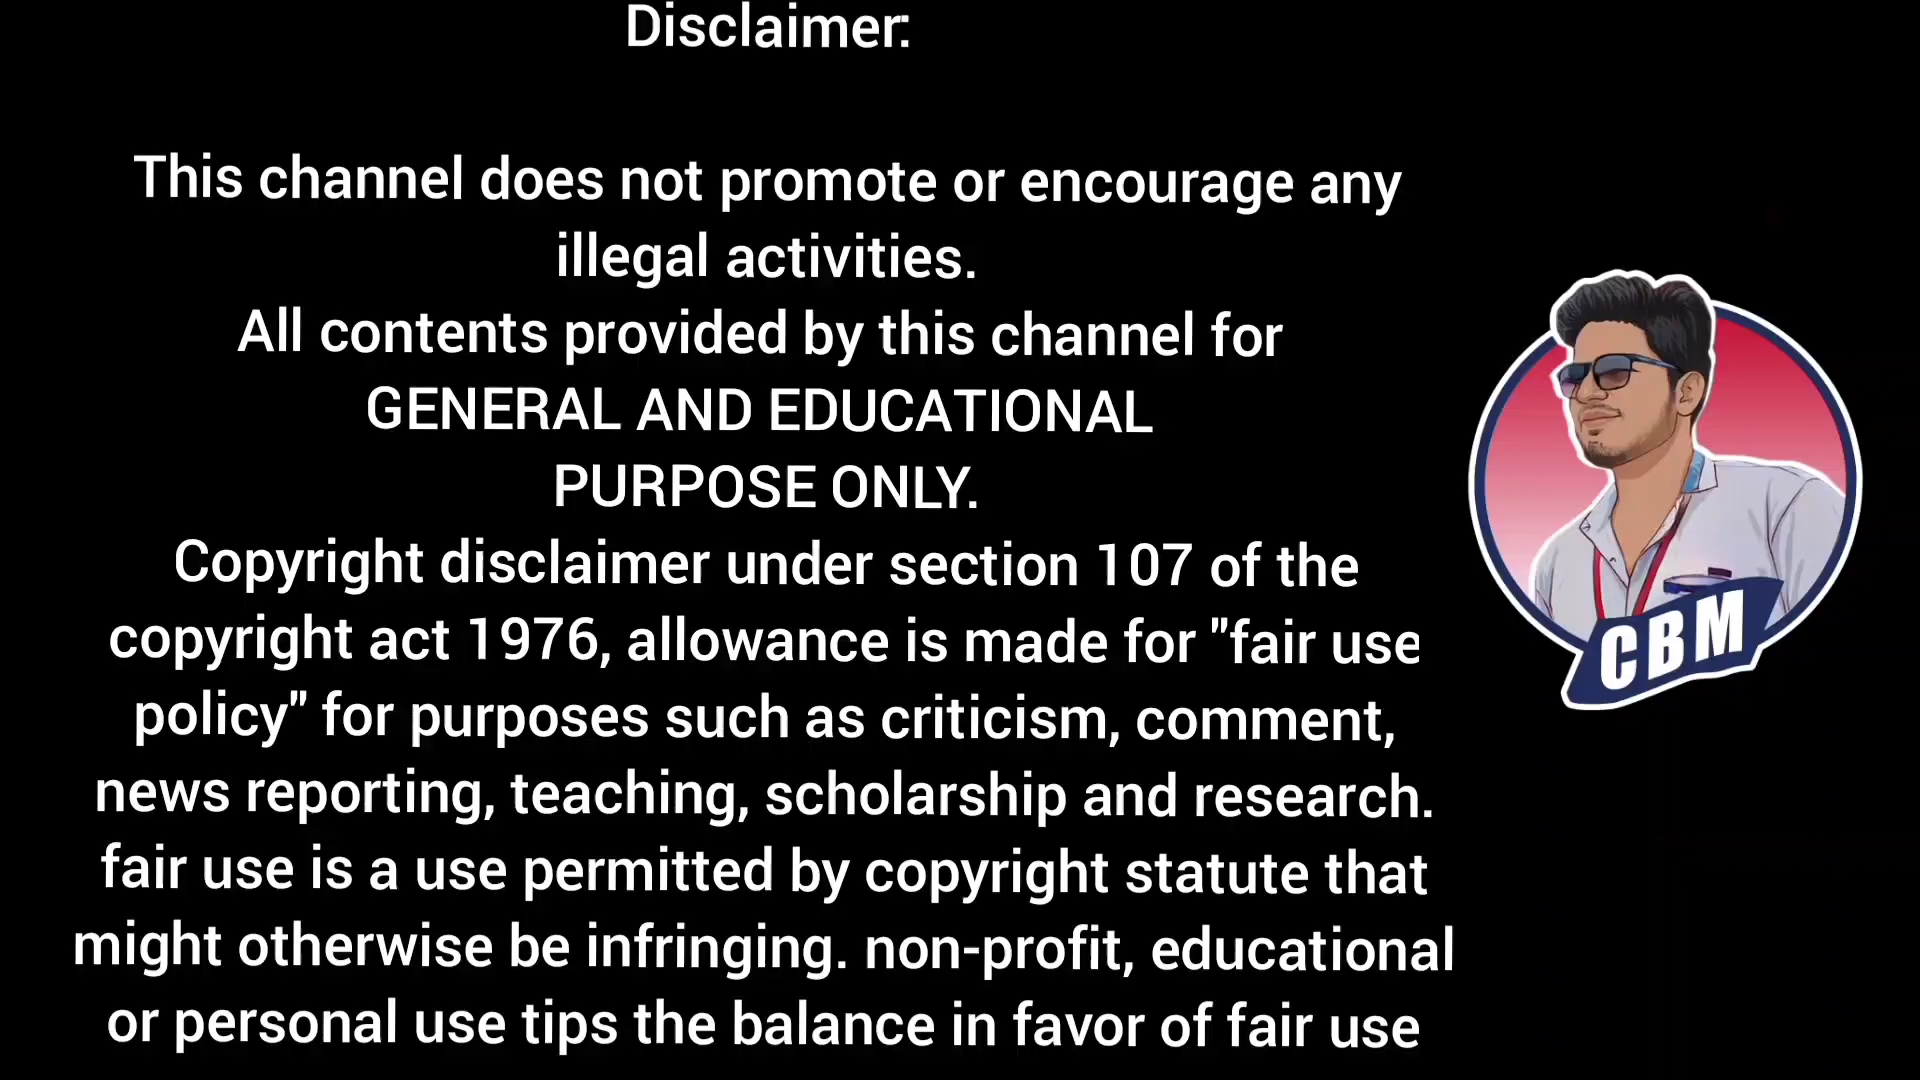 Disclaimer:
This channel does not promote or encourage any
illegal activities.
All contents provided by this channel for
GENERAL AND EDUCATIONAL
PURPOSE ONLY.
Copyright disclaimer under section 107 of the
copyright act 1976, allowance is made for "fair use
policy" for purposes such as criticism, comment,
news reporting, teaching, scholarship and research.
fair use is a use permitted by copyright statute that
might otherwise be infringing. non-profit, educational
or personal use tips the balance in favor of fair use
CBM